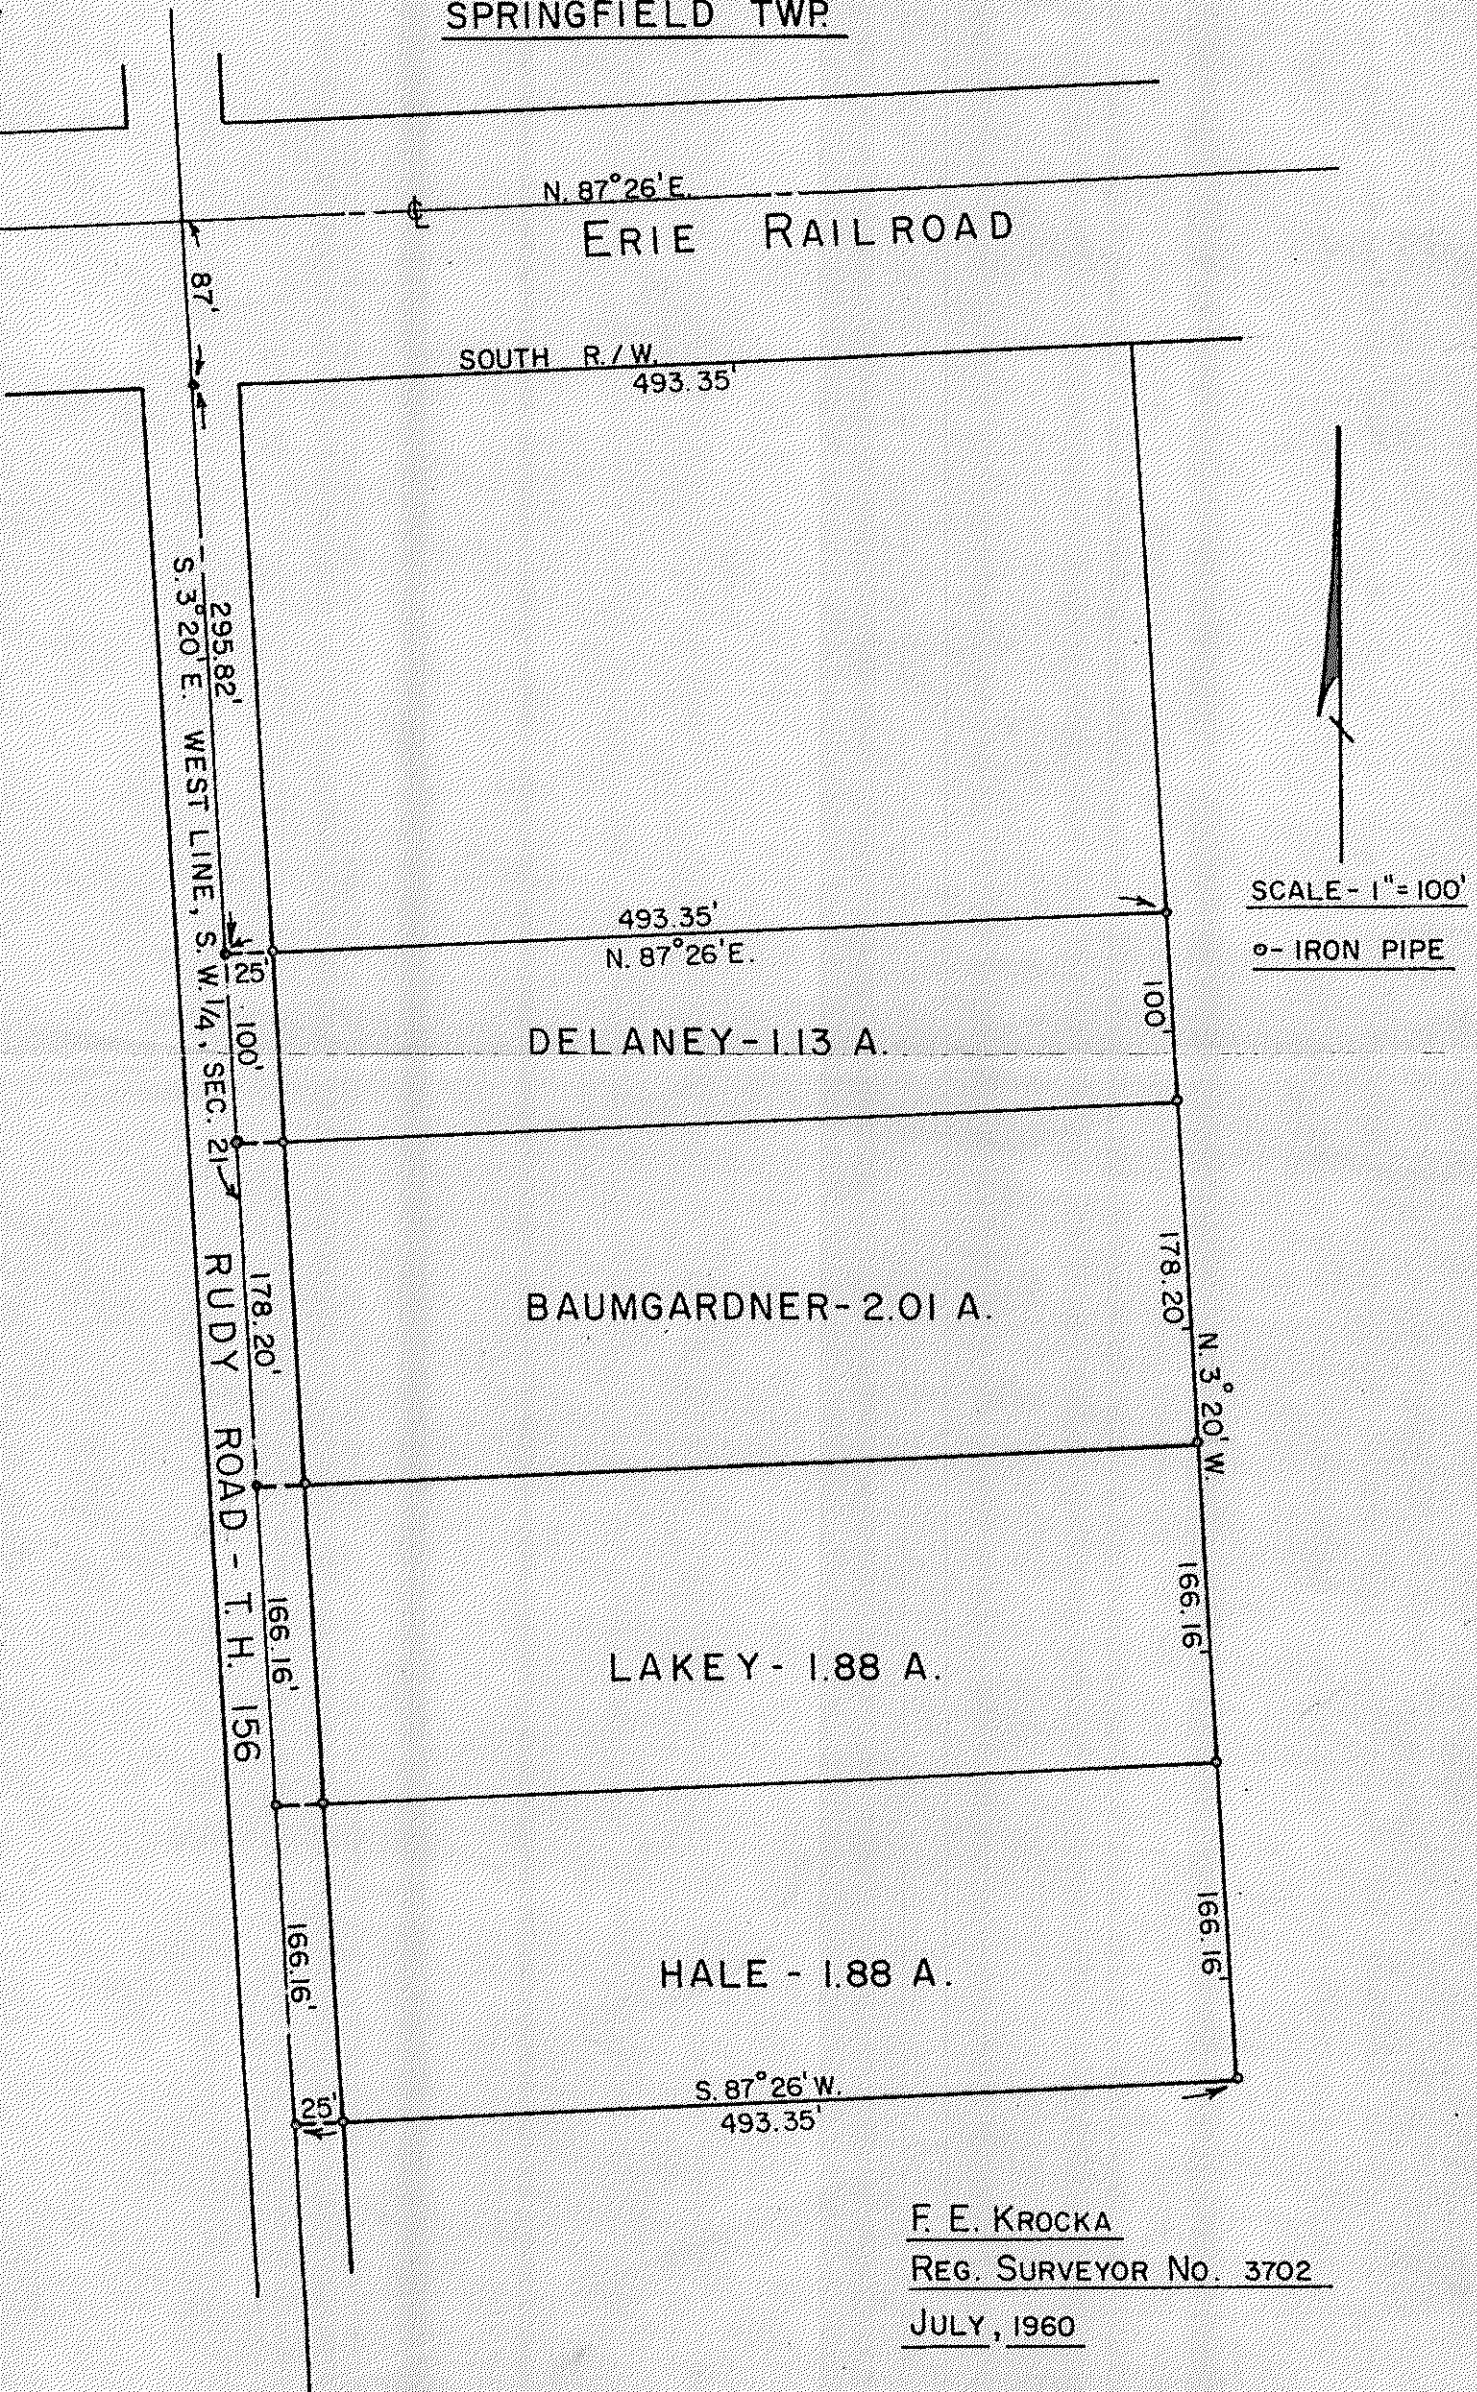 SPRINGFIELD TWP.
N. 87°26'E.
℄
ERIE RAILROAD
87'
SOUTH R./W.
493.35'
295.82'
S. 3°20'E. WEST LINE, S.W. 1/4, SEC. 21
SCALE- 1"=100'
493.35'
N. 87°26'E.
o- IRON PIPE
25'
100'
100'
DELANEY-1.13 A.
178.20'
178.20'
BAUMGARDNER-2.01 A.
N. 3°20' W.
RUDY ROAD - T. H. 156
166.16'
166.16'
LAKEY- 1.88 A.
166.16'
166.16'
HALE - 1.88 A.
S. 87°26'W.
25'
493.35'
F. E. KROCKA
REG. SURVEYOR NO. 3702
JULY, 1960